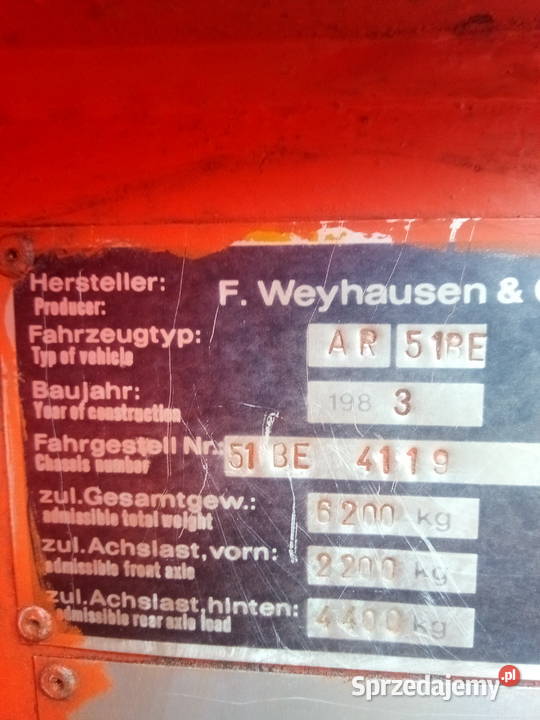 Hersteller: F. Weyhausen &
Producer:
Fahrzeugtyp: AR 51BE
Typ of vehicle
Baujahr: 198 3
Year of construction
Fahrgestell Nr.: 51 BE 4119
Chassis number
zul.Gesamtgew.: 6200 kg
admissible total weight
zul.Achslast,vorn: 2200 kg
admissible front axle
zul.Achslast,hinten: 4400 kg
admissible rear axle load
Sprzedajemy.pl